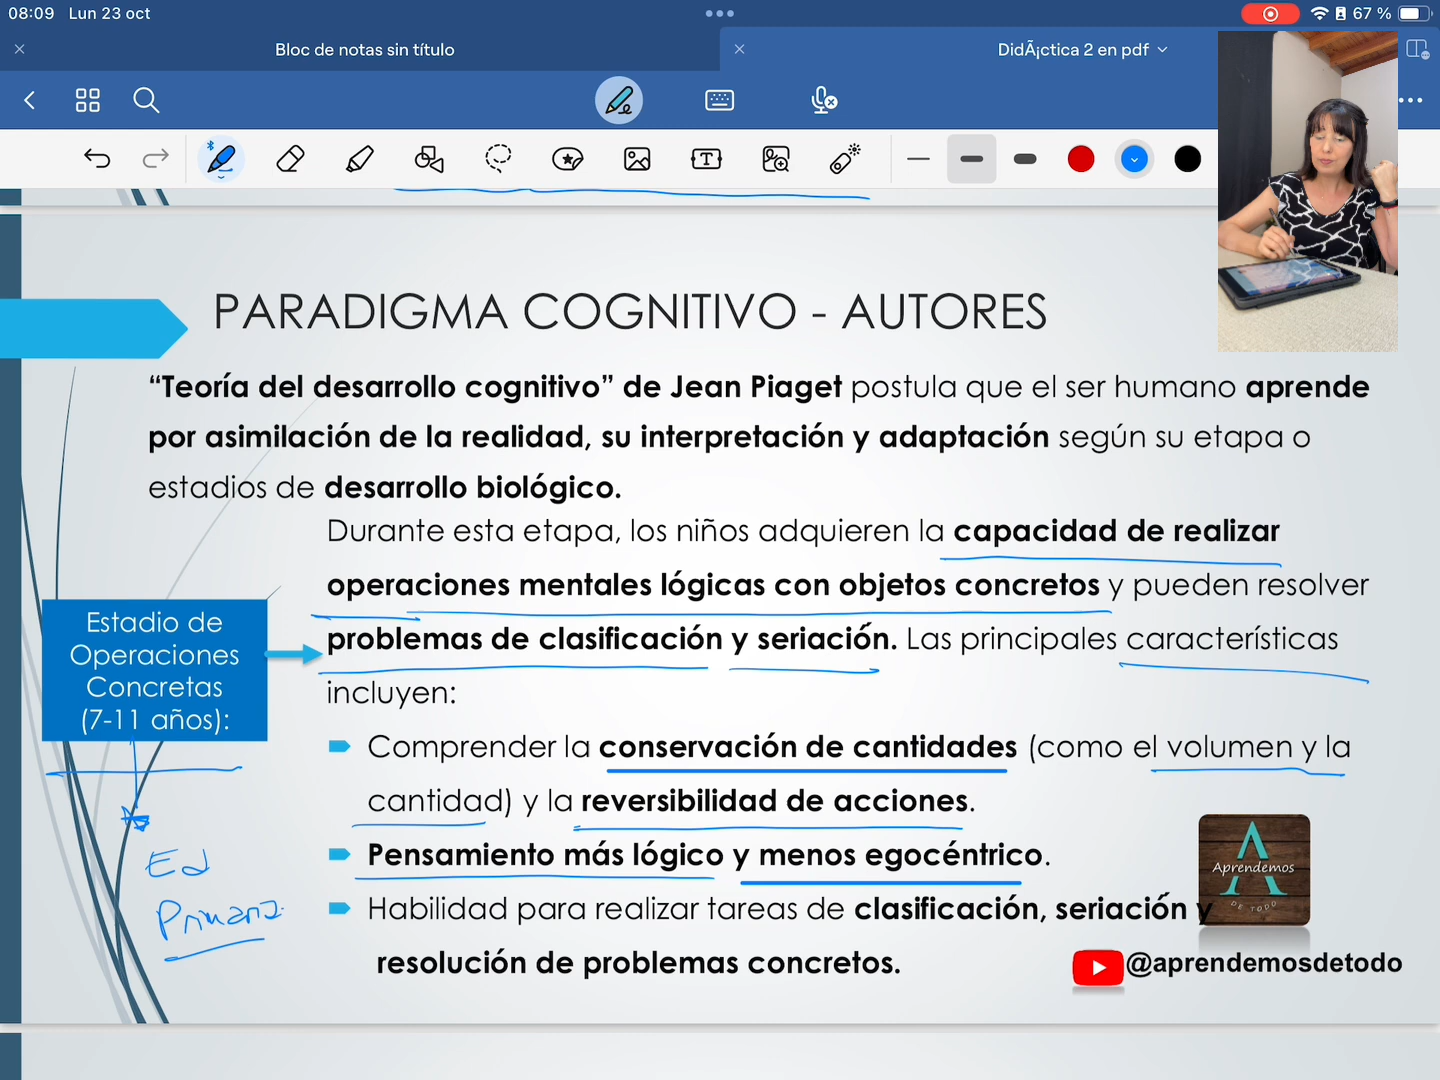 08:09 Lun 23 oct
67 %
Bloc de notas sin título
DidÃ¡ctica 2 en pdf
PARADIGMA COGNITIVO - AUTORES
“Teoría del desarrollo cognitivo” de Jean Piaget postula que el ser humano aprende
por asimilación de la realidad, su interpretación y adaptación según su etapa o
estadios de desarrollo biológico.
Durante esta etapa, los niños adquieren la capacidad de realizar
operaciones mentales lógicas con objetos concretos y pueden resolver
problemas de clasificación y seriación. Las principales características
incluyen:
Estadio de
Operaciones
Concretas
(7-11 años):
Comprender la conservación de cantidades (como el volumen y la
cantidad) y la reversibilidad de acciones.
Pensamiento más lógico y menos egocéntrico.
Habilidad para realizar tareas de clasificación, seriación y
resolución de problemas concretos.
Ed
Primaria
Aprendemos
DE TODO
@aprendemosdetodo